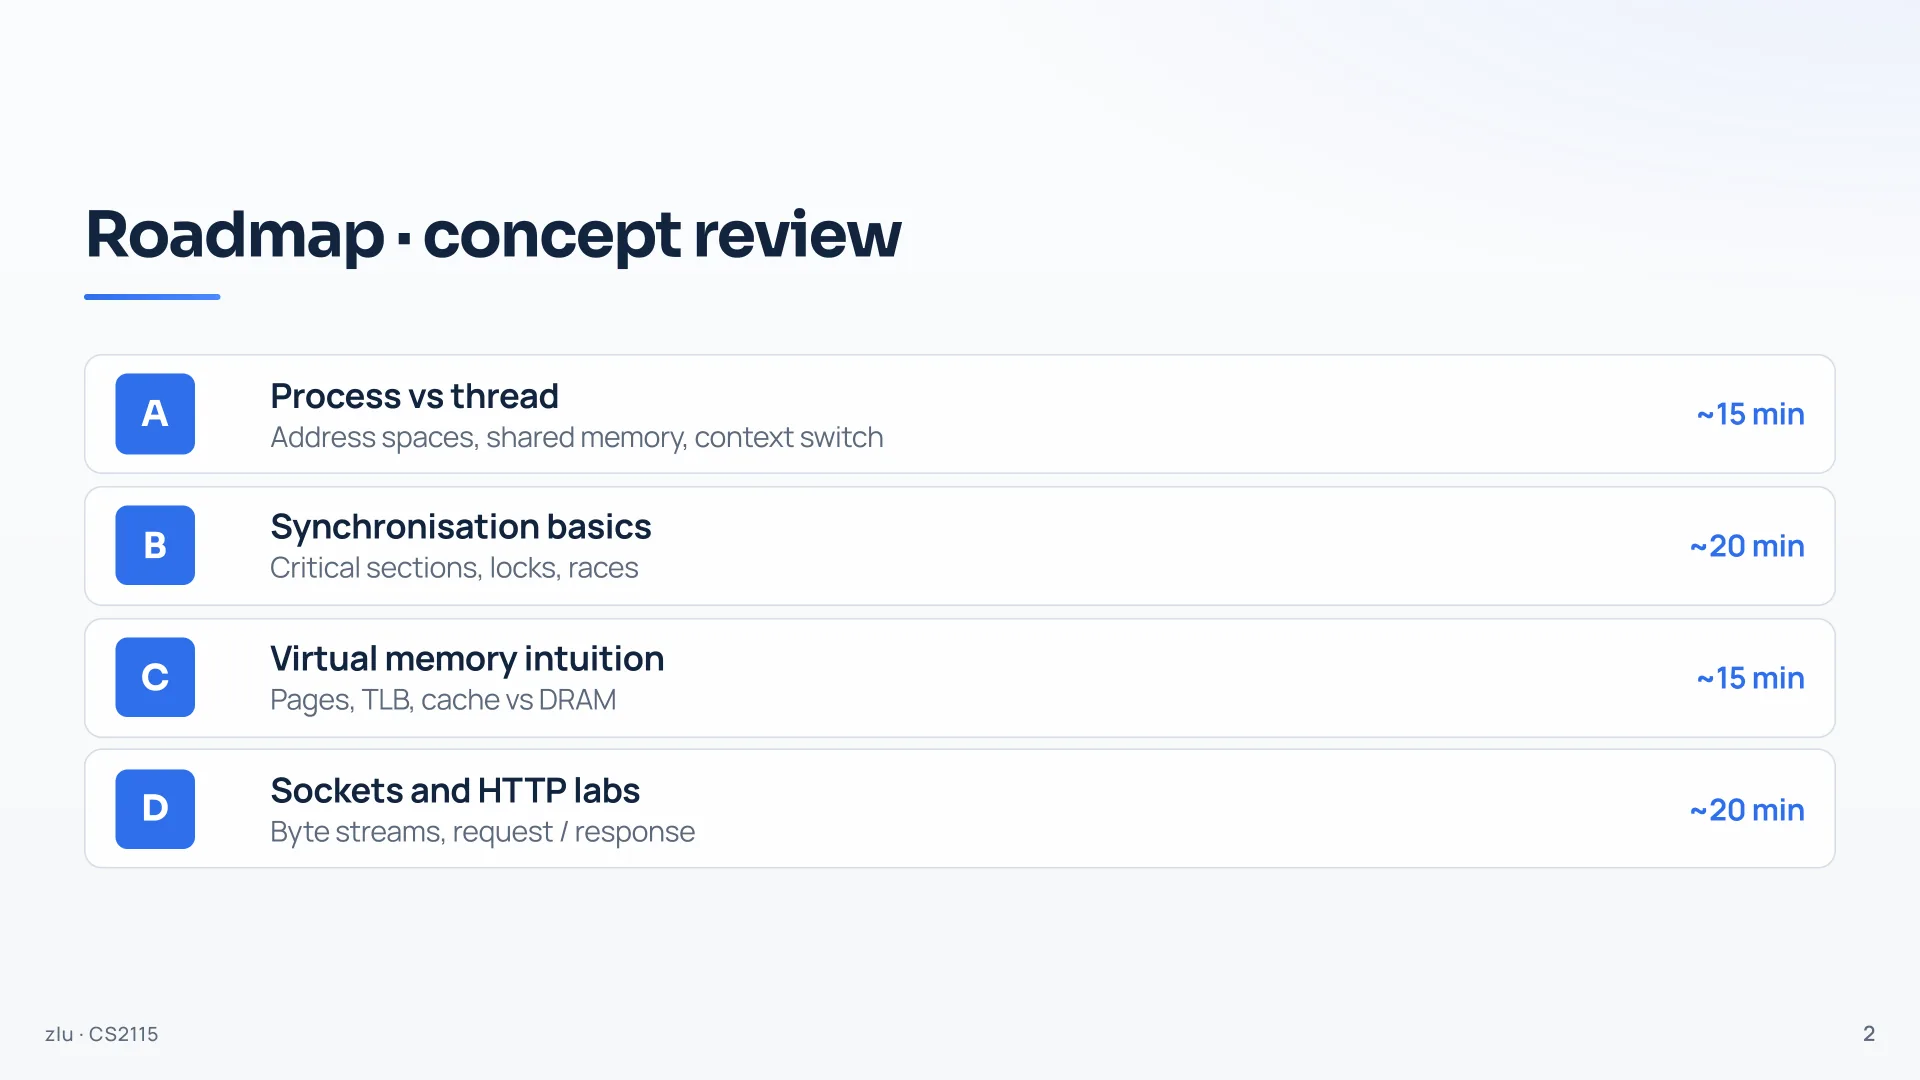 Roadmap · concept review
A
Process vs thread
Address spaces, shared memory, context switch
~15 min
B
Synchronisation basics
Critical sections, locks, races
~20 min
C
Virtual memory intuition
Pages, TLB, cache vs DRAM
~15 min
D
Sockets and HTTP labs
Byte streams, request / response
~20 min
zlu · CS2115
2